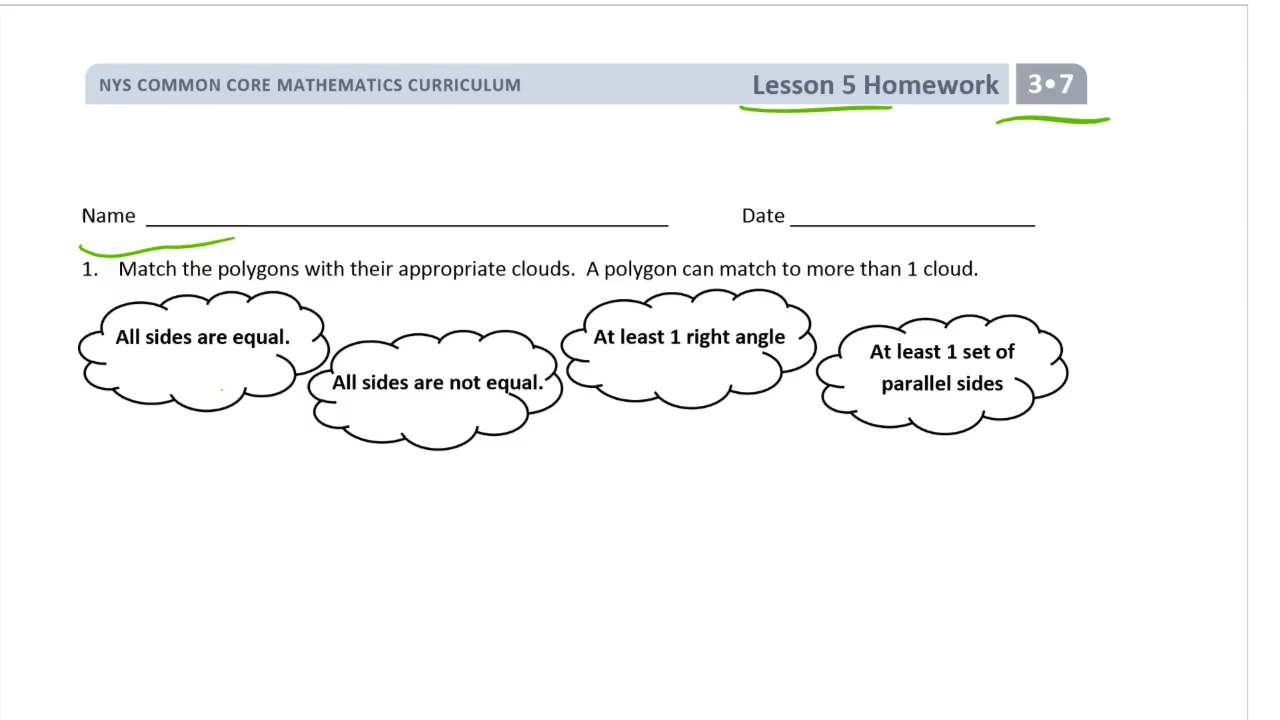 NYS COMMON CORE MATHEMATICS CURRICULUM Lesson 5 Homework 3•7
Name Date
1. Match the polygons with their appropriate clouds. A polygon can match to more than 1 cloud.
All sides are equal.
All sides are not equal.
At least 1 right angle
At least 1 set of
parallel sides